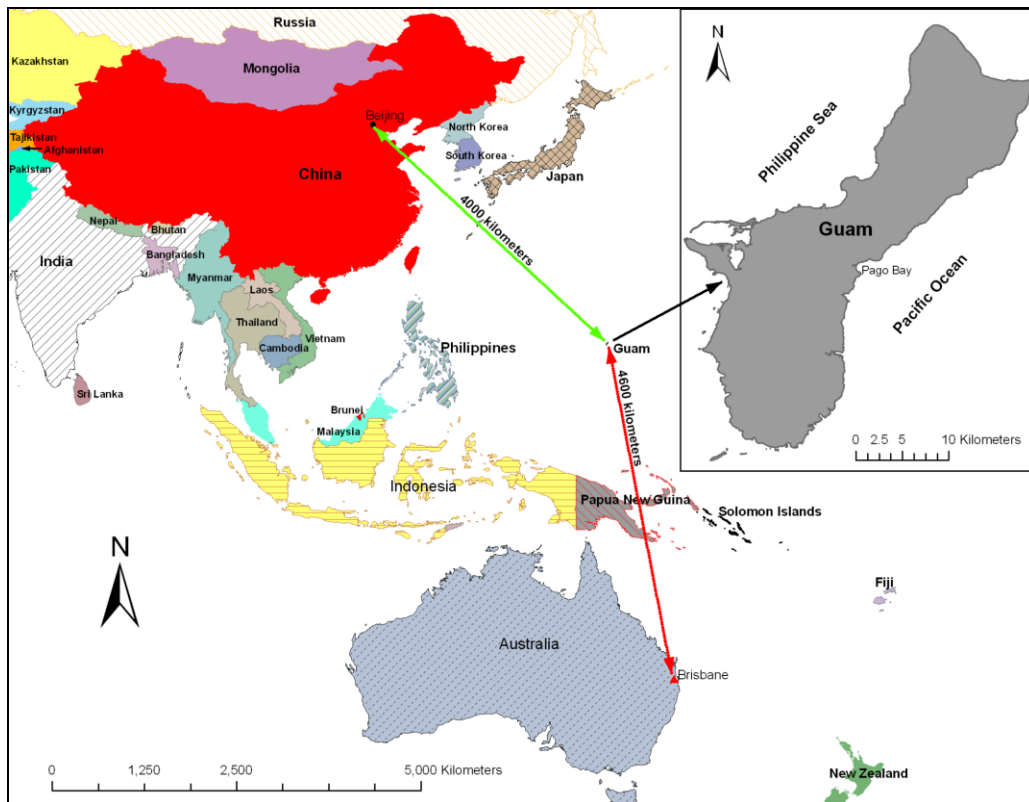 Russia
Kazakhstan
Mongolia
Kyrgyzstan
Beijing
Tajikistan
Afghanistan
North Korea
Pakistan
South Korea
China
Japan
4000 kilometers
Nepal
Bhutan
India
Bangladesh
Myanmar
Laos
Thailand
Vietnam
Cambodia
Philippines
Guam
Sri Lanka
4600 kilometers
Brunei
Malaysia
Indonesia
Papua New Guina
Solomon Islands
N
Fiji
Australia
Brisbane
New Zealand
0 1,250 2,500 5,000 Kilometers
N
Philippine Sea
Guam
Pago Bay
Pacific Ocean
0 2.5 5 10 Kilometers